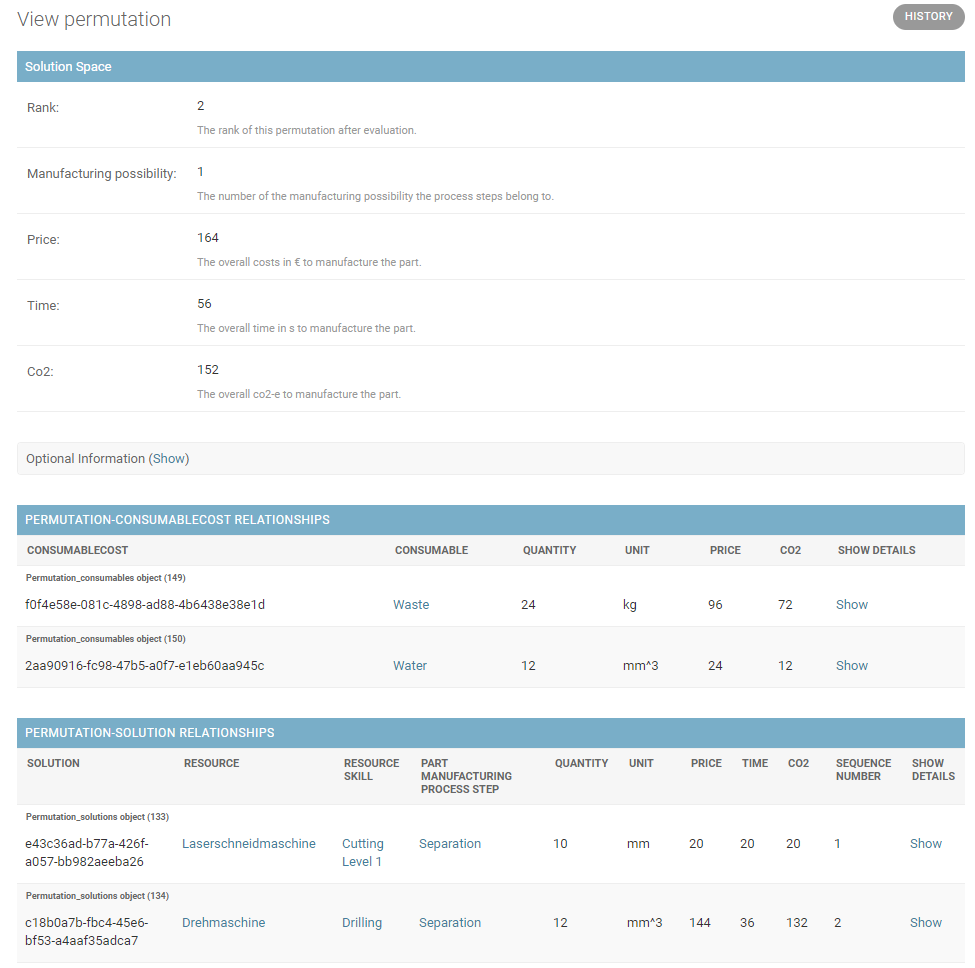 View permutation
HISTORY
Solution Space
Rank:
2
The rank of this permutation after evaluation.
Manufacturing possibility:
1
The number of the manufacturing possibility the process steps belong to.
Price:
164
The overall costs in € to manufacture the part.
Time:
56
The overall time in s to manufacture the part.
Co2:
152
The overall co2-e to manufacture the part.
Optional Information (Show)
PERMUTATION-CONSUMABLECOST RELATIONSHIPS
CONSUMABLECOST CONSUMABLE QUANTITY UNIT PRICE CO2 SHOW DETAILS
Permutation_consumables object (149)
f0f4e58e-081c-4898-ad88-4b6438e38e1d Waste 24 kg 96 72 Show
Permutation_consumables object (150)
2aa90916-fc98-47b5-a0f7-e1eb60aa945c Water 12 mm^3 24 12 Show
PERMUTATION-SOLUTION RELATIONSHIPS
SOLUTION RESOURCE RESOURCE PART QUANTITY UNIT PRICE TIME CO2 SEQUENCE SHOW
SKILL MANUFACTURING NUMBER DETAILS
PROCESS STEP
Permutation_solutions object (133)
e43c36ad-b77a-426f- Laserschneidmaschine Cutting Separation 10 mm 20 20 20 1 Show
a057-bb982aeeba26 Level 1
Permutation_solutions object (134)
c18b0a7b-fbc4-45e6- Drehmaschine Drilling Separation 12 mm^3 144 36 132 2 Show
bf53-a4aaf35adca7